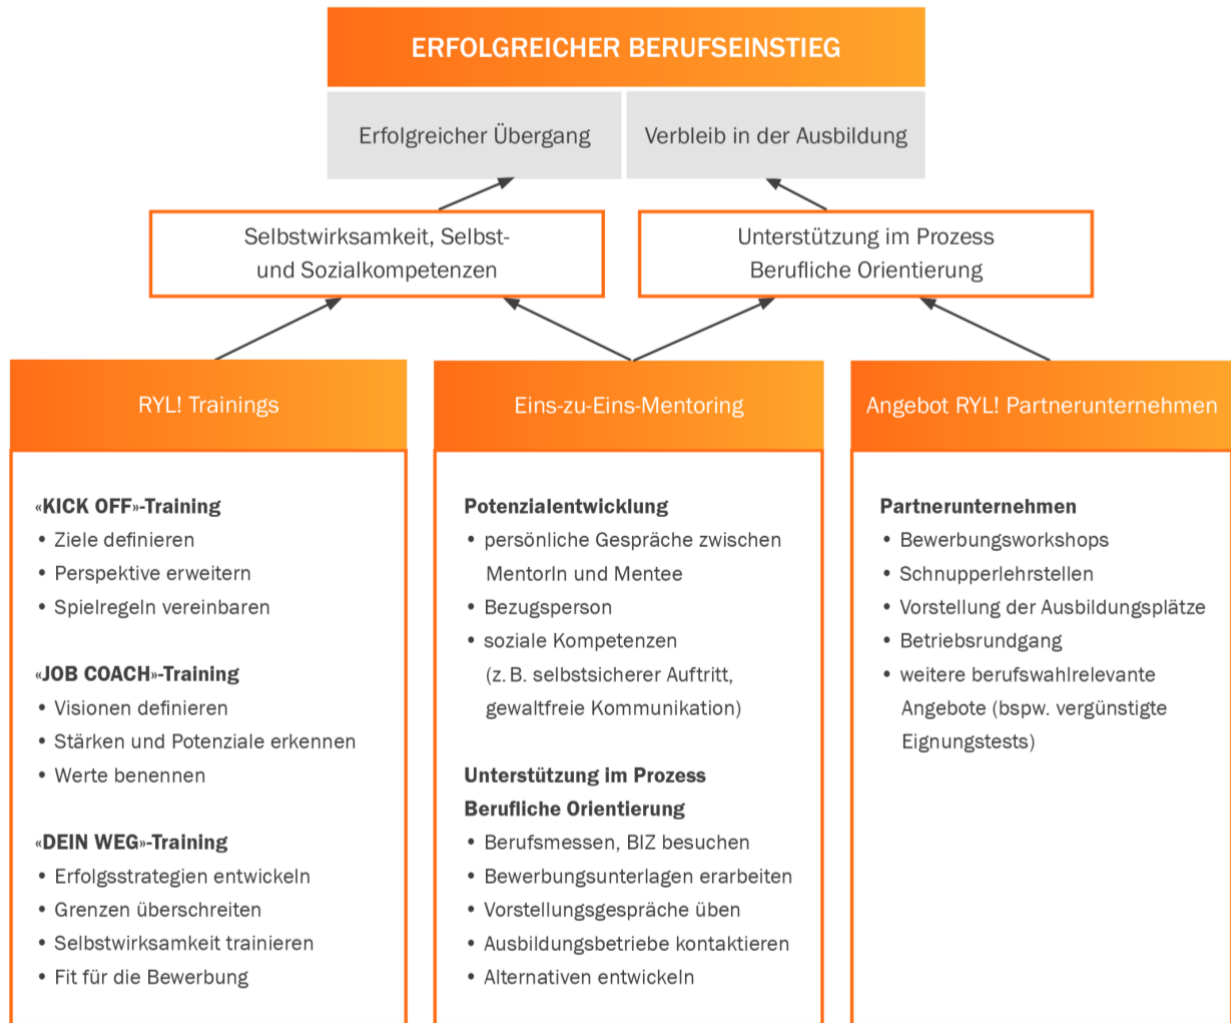 ERFOLGREICHER BERUFSEINSTIEG
Erfolgreicher Übergang
Verbleib in der Ausbildung
Selbstwirksamkeit, Selbst-
und Sozialkompetenzen
Unterstützung im Prozess
Berufliche Orientierung
RYL! Trainings
«KICK OFF»-Training
• Ziele definieren
• Perspektive erweitern
• Spielregeln vereinbaren
«JOB COACH»-Training
• Visionen definieren
• Stärken und Potenziale erkennen
• Werte benennen
«DEIN WEG»-Training
• Erfolgsstrategien entwickeln
• Grenzen überschreiten
• Selbstwirksamkeit trainieren
• Fit für die Bewerbung
Eins-zu-Eins-Mentoring
Potenzialentwicklung
• persönliche Gespräche zwischen
MentorIn und Mentee
• Bezugsperson
• soziale Kompetenzen
(z. B. selbstsicherer Auftritt,
gewaltfreie Kommunikation)
Unterstützung im Prozess
Berufliche Orientierung
• Berufsmessen, BIZ besuchen
• Bewerbungsunterlagen erarbeiten
• Vorstellungsgespräche üben
• Ausbildungsbetriebe kontaktieren
• Alternativen entwickeln
Angebot RYL! Partnerunternehmen
Partnerunternehmen
• Bewerbungsworkshops
• Schnupperlehrstellen
• Vorstellung der Ausbildungsplätze
• Betriebsrundgang
• weitere berufswahlrelevante
Angebote (bspw. vergünstigte
Eignungstests)